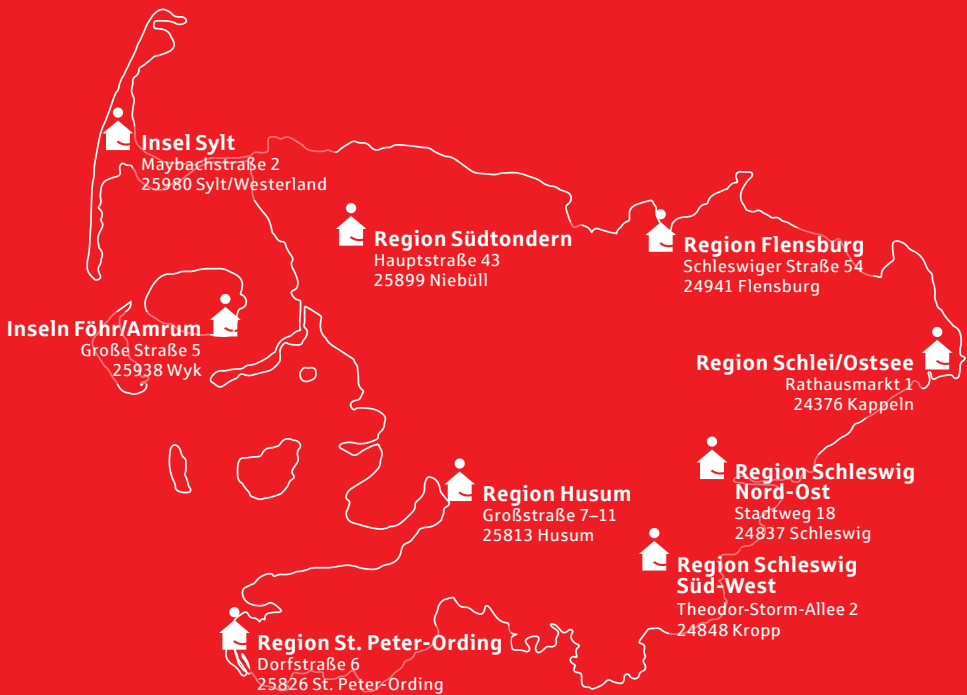 Insel Sylt
Maybachstraße 2
25980 Sylt/Westerland
Region Südtondern
Hauptstraße 43
25899 Niebüll
Region Flensburg
Schleswiger Straße 54
24941 Flensburg
Inseln Föhr/Amrum
Große Straße 5
25938 Wyk
Region Schlei/Ostsee
Rathausmarkt 1
24376 Kappeln
Region Husum
Großstraße 7–11
25813 Husum
Region Schleswig
Nord-Ost
Stadtweg 18
24837 Schleswig
Region Schleswig
Süd-West
Theodor-Storm-Allee 2
24848 Kropp
Region St. Peter-Ording
Dorfstraße 6
25826 St. Peter-Ording